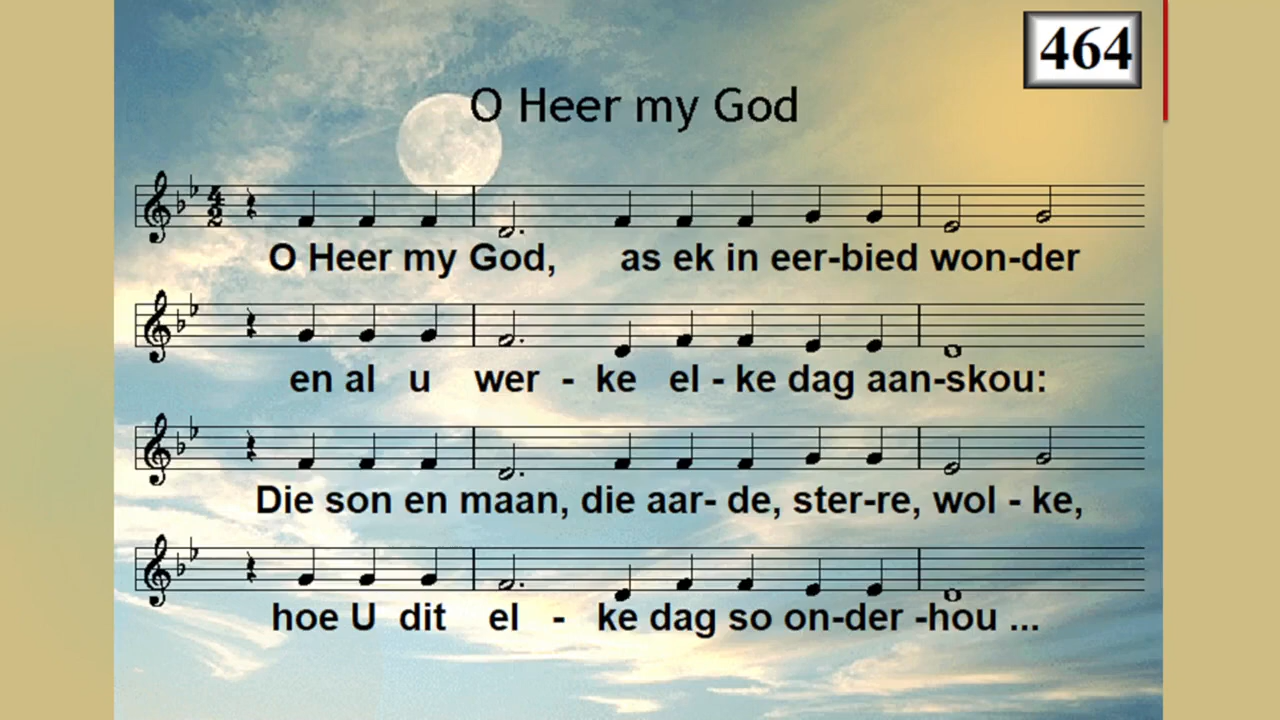 464
O Heer my God
4
2
O Heer my God, as ek in eer-bied won-der
en al u wer - ke el - ke dag aan-skou:
Die son en maan, die aar- de, ster-re, wol - ke,
hoe U dit el - ke dag so on-der -hou ...